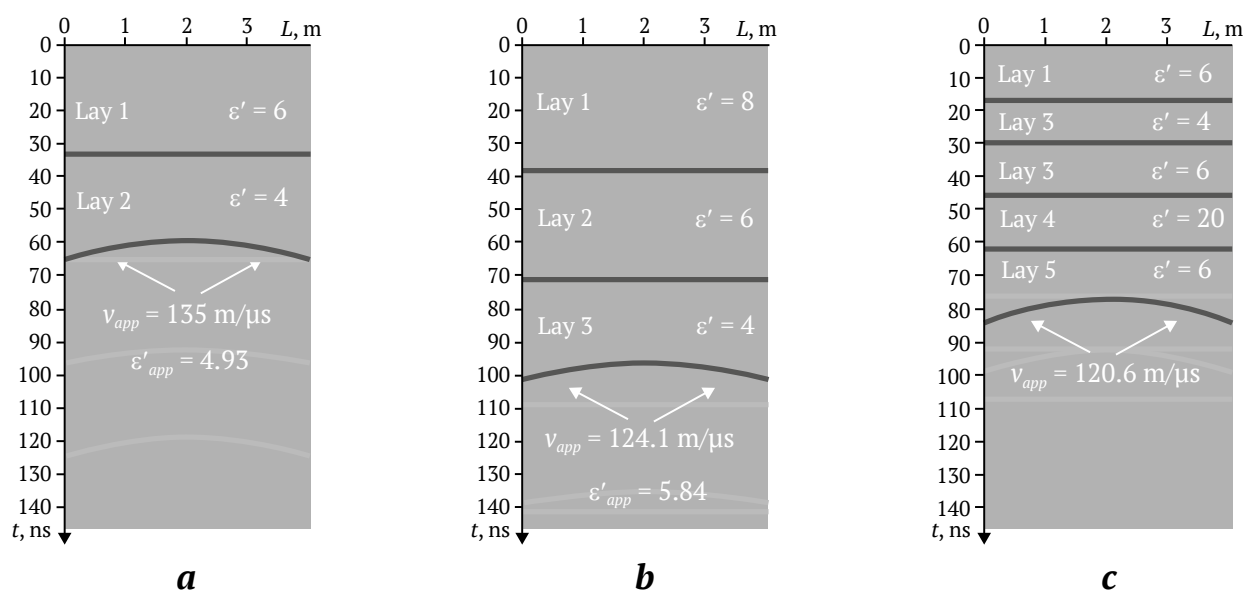 0 1 2 3 L, m
0
10
20
30
40
50
60
70
80
90
100
110
120
130
140
t, ns
Lay 1 ε′ = 6
Lay 2 ε′ = 4
v_app = 135 m/μs
ε′_app = 4.93
a
0 1 2 3 L, m
0
10
20
30
40
50
60
70
80
90
100
110
120
130
140
t, ns
Lay 1 ε′ = 8
Lay 2 ε′ = 6
Lay 3 ε′ = 4
v_app = 124.1 m/μs
ε′_app = 5.84
b
0 1 2 3 L, m
0
10
20
30
40
50
60
70
80
90
100
110
120
130
140
t, ns
Lay 1 ε′ = 6
Lay 3 ε′ = 4
Lay 3 ε′ = 6
Lay 4 ε′ = 20
Lay 5 ε′ = 6
v_app = 120.6 m/μs
c